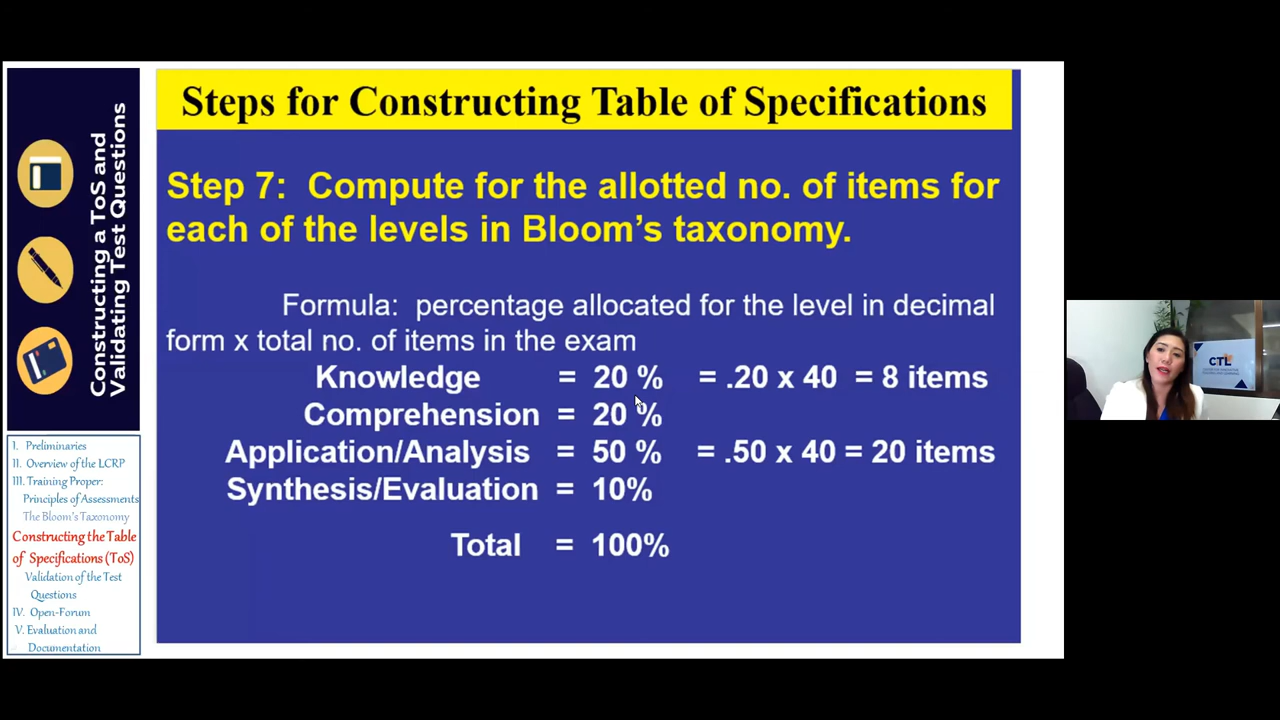 Constructing a ToS and
Validating Test Questions
I. Preliminaries
II. Overview of the LCRP
III. Training Proper:
Principles of Assessments
The Bloom's Taxonomy
Constructing the Table
of Specifications (ToS)
Validation of the Test
Questions
IV. Open-Forum
V. Evaluation and
Documentation
Steps for Constructing Table of Specifications
Step 7: Compute for the allotted no. of items for
each of the levels in Bloom's taxonomy.
Formula: percentage allocated for the level in decimal
form x total no. of items in the exam
Knowledge = 20 % = .20 x 40 = 8 items
Comprehension = 20 %
Application/Analysis = 50 % = .50 x 40 = 20 items
Synthesis/Evaluation = 10%
Total = 100%
CTL